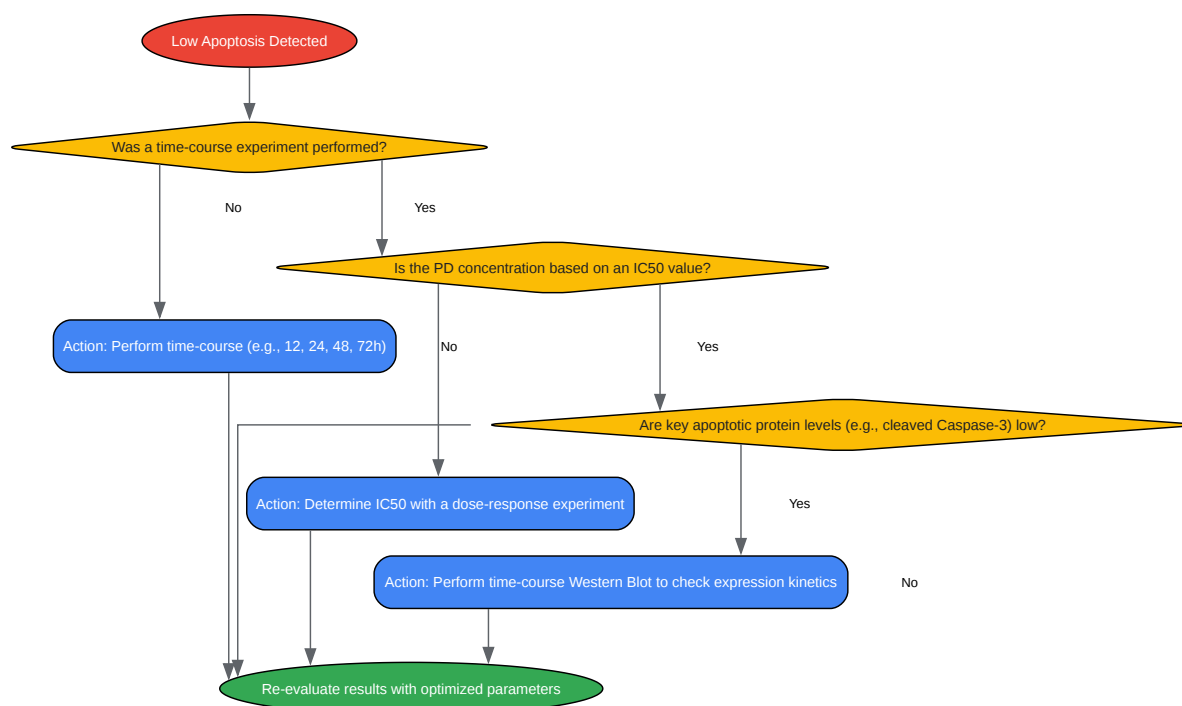 Low Apoptosis Detected
Was a time-course experiment performed?
No
Yes
Is the PD concentration based on an IC50 value?
Action: Perform time-course (e.g., 12, 24, 48, 72h)
No
Yes
Are key apoptotic protein levels (e.g., cleaved Caspase-3) low?
Action: Determine IC50 with a dose-response experiment
Yes
Action: Perform time-course Western Blot to check expression kinetics
No
Re-evaluate results with optimized parameters